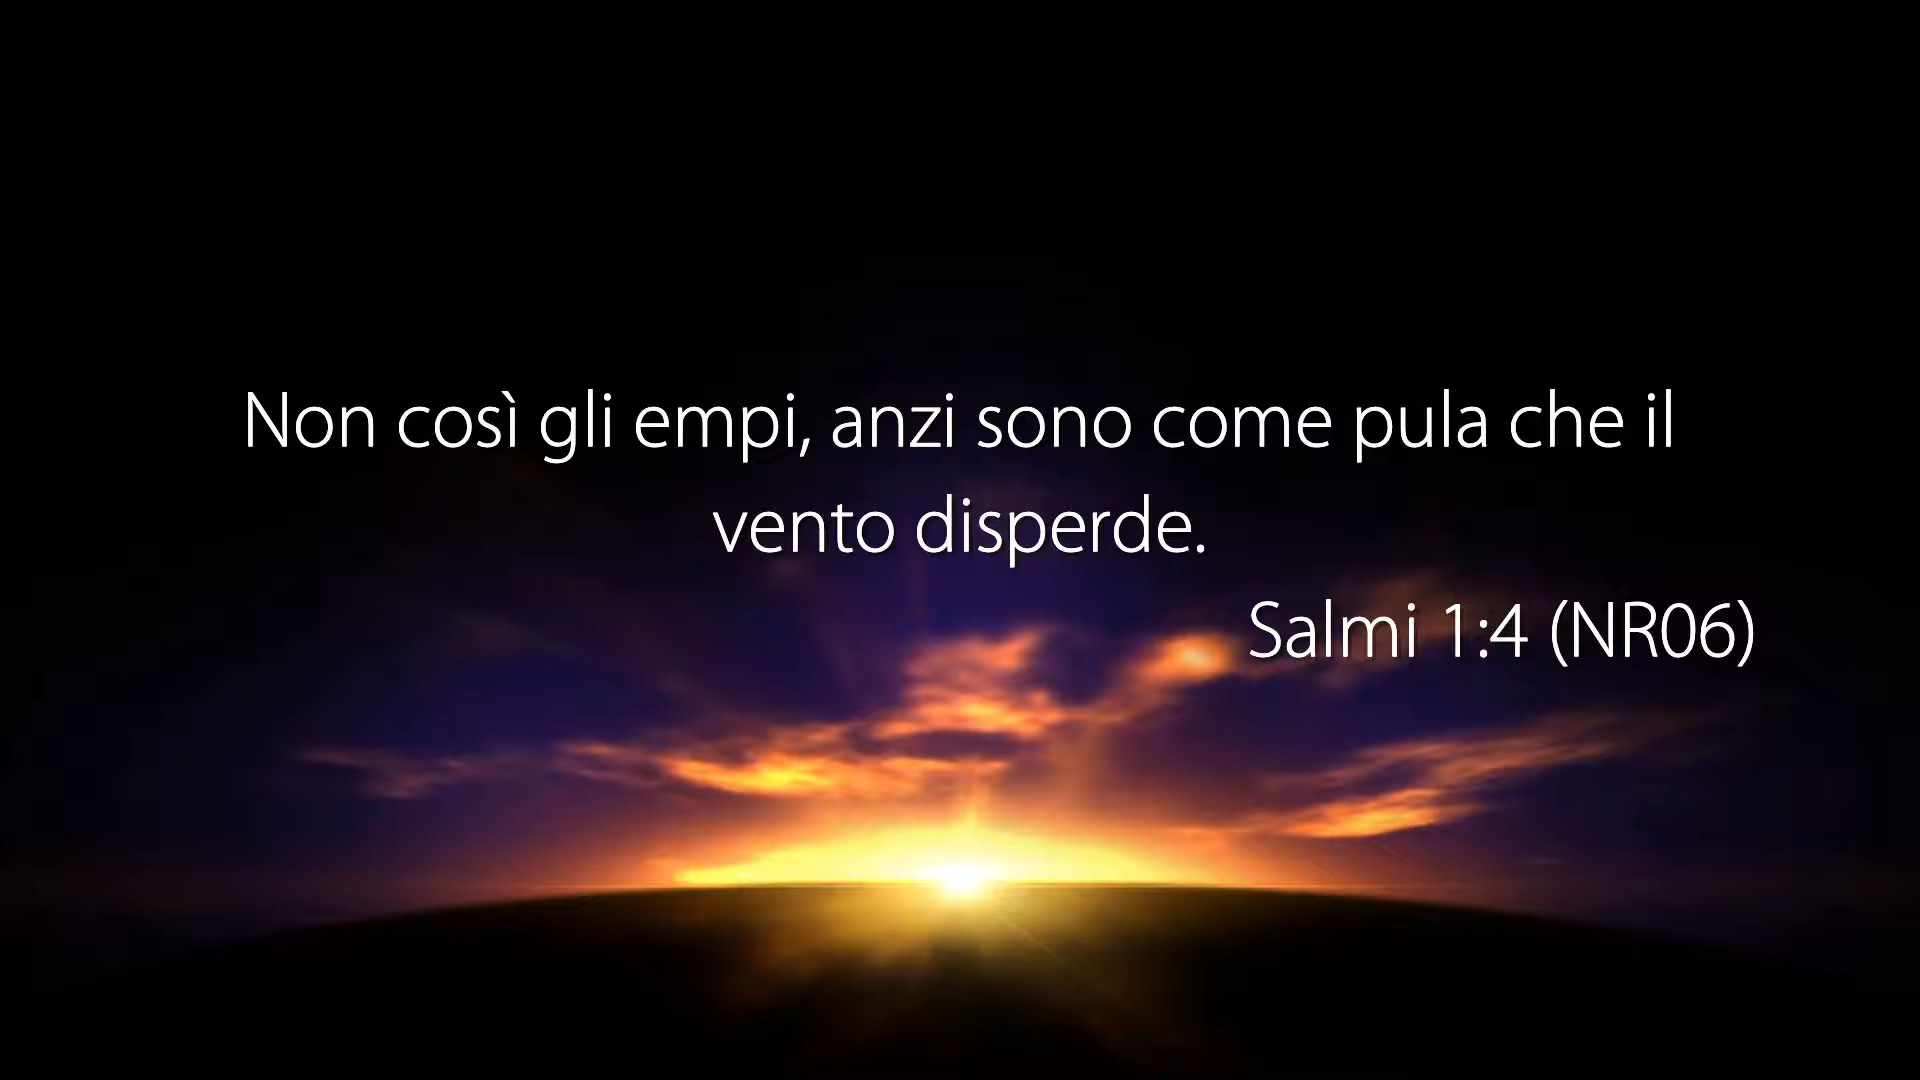 Non così gli empi, anzi sono come pula che il
vento disperde.
Salmi 1:4 (NR06)